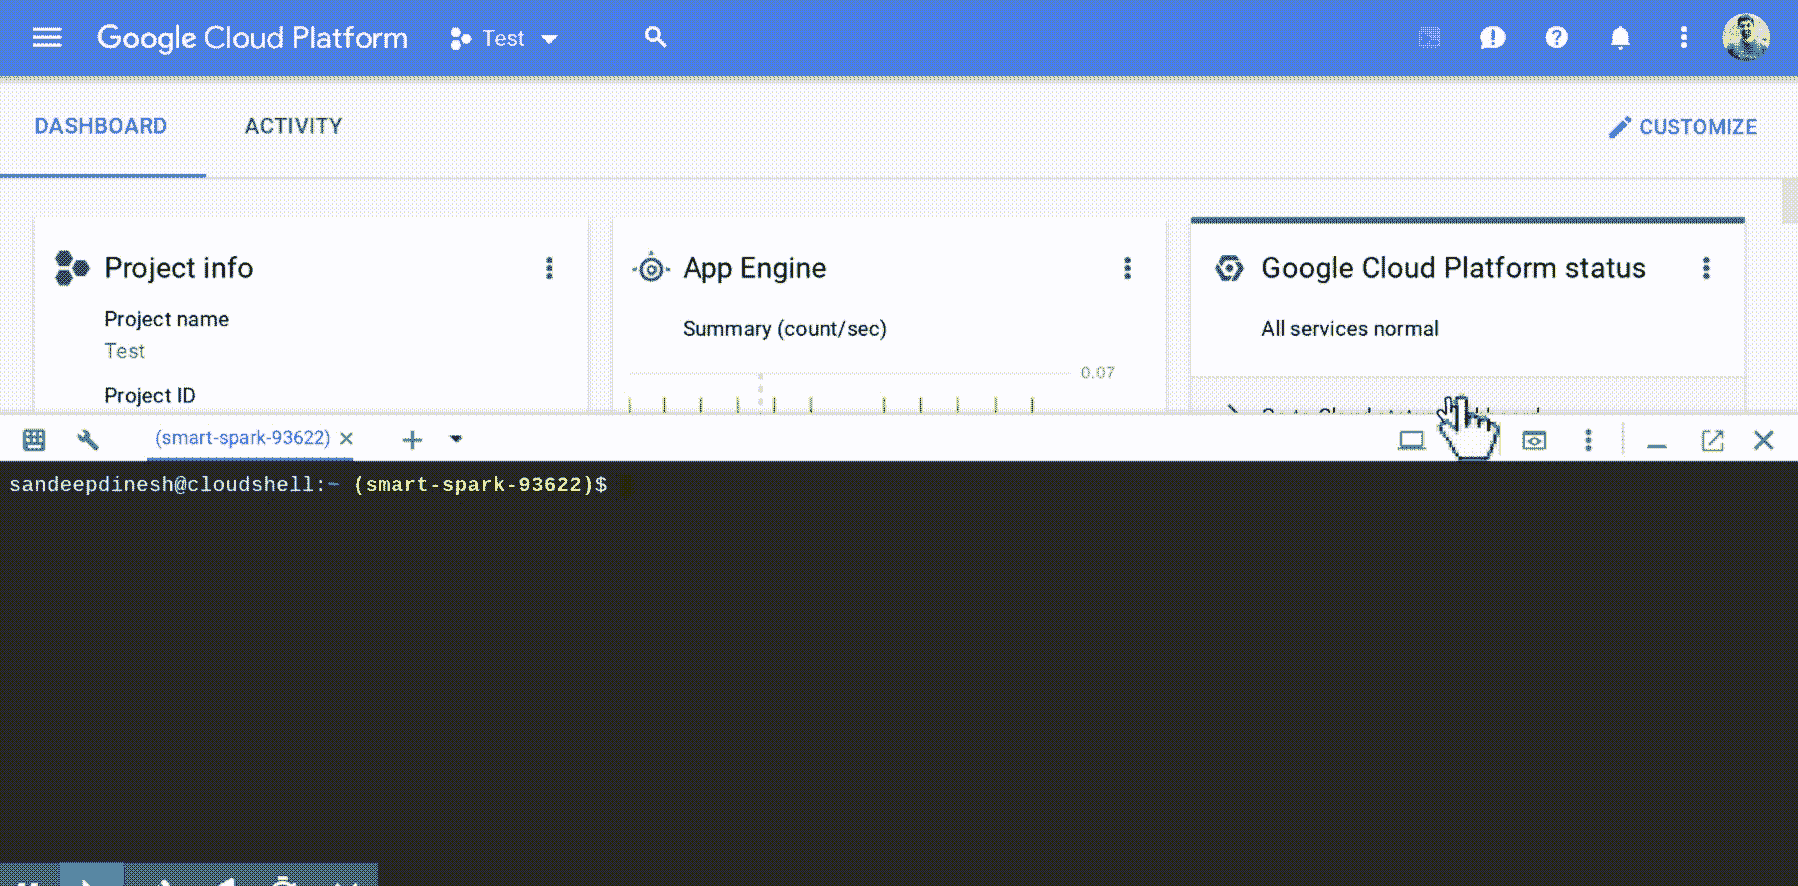 Google Cloud Platform Test
DASHBOARD ACTIVITY CUSTOMIZE
Project info
Project name
Test
Project ID
App Engine
Summary (count/sec)
0.07
Google Cloud Platform status
All services normal
(smart-spark-93622)
sandeepdinesh@cloudshell:~ (smart-spark-93622)$